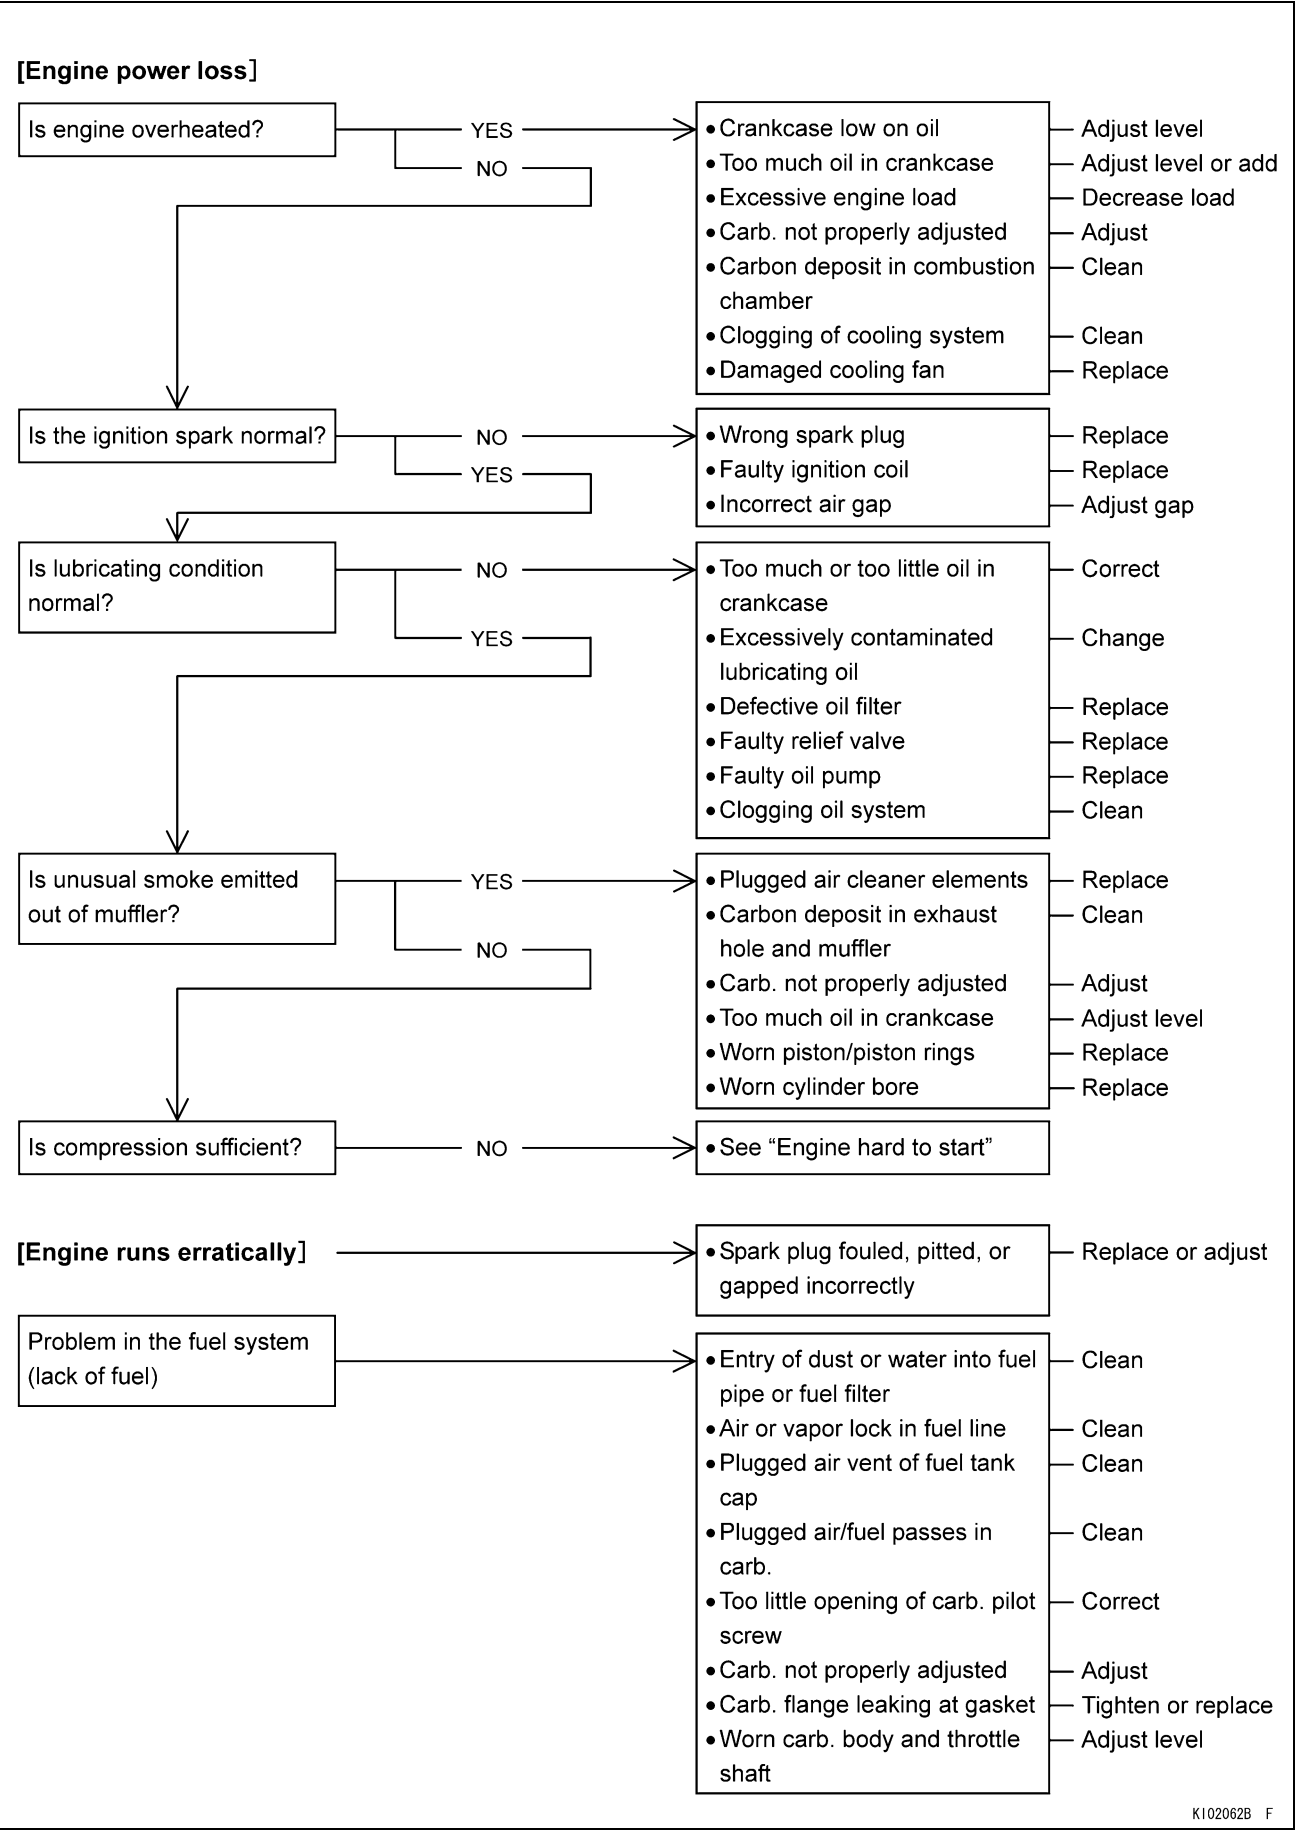 [Engine power loss]
Is engine overheated?
YES
NO
• Crankcase low on oil
Adjust level
• Too much oil in crankcase
Adjust level or add
• Excessive engine load
Decrease load
• Carb. not properly adjusted
Adjust
• Carbon deposit in combustion
chamber
Clean
• Clogging of cooling system
Clean
• Damaged cooling fan
Replace
Is the ignition spark normal?
NO
YES
• Wrong spark plug
Replace
• Faulty ignition coil
Replace
• Incorrect air gap
Adjust gap
Is lubricating condition
normal?
NO
YES
• Too much or too little oil in
crankcase
Correct
• Excessively contaminated
lubricating oil
Change
• Defective oil filter
Replace
• Faulty relief valve
Replace
• Faulty oil pump
Replace
• Clogging oil system
Clean
Is unusual smoke emitted
out of muffler?
YES
NO
• Plugged air cleaner elements
Replace
• Carbon deposit in exhaust
hole and muffler
Clean
• Carb. not properly adjusted
Adjust
• Too much oil in crankcase
Adjust level
• Worn piston/piston rings
Replace
• Worn cylinder bore
Replace
Is compression sufficient?
NO
• See “Engine hard to start”
[Engine runs erratically]
• Spark plug fouled, pitted, or
gapped incorrectly
Replace or adjust
Problem in the fuel system
(lack of fuel)
• Entry of dust or water into fuel
pipe or fuel filter
Clean
• Air or vapor lock in fuel line
Clean
• Plugged air vent of fuel tank
cap
Clean
• Plugged air/fuel passes in
carb.
Clean
• Too little opening of carb. pilot
screw
Correct
• Carb. not properly adjusted
Adjust
• Carb. flange leaking at gasket
Tighten or replace
• Worn carb. body and throttle
shaft
Adjust level
KI02062B F